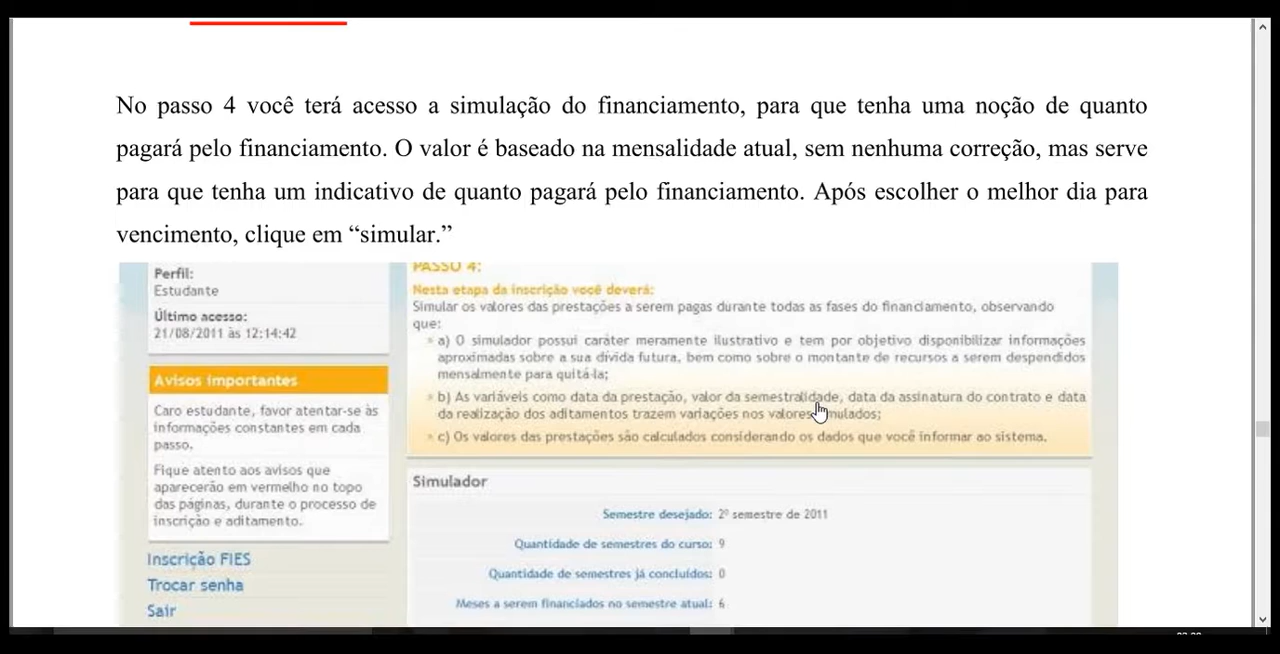 No passo 4 você terá acesso a simulação do financiamento, para que tenha uma noção de quanto
pagará pelo financiamento. O valor é baseado na mensalidade atual, sem nenhuma correção, mas serve
para que tenha um indicativo de quanto pagará pelo financiamento. Após escolher o melhor dia para
vencimento, clique em “simular.”
Perfil:
Estudante
Último acesso:
21/08/2011 às 12:14:42
Avisos importantes
Caro estudante, favor atentar-se às
informações constantes em cada
passo.
Fique atento aos avisos que
aparecerão em vermelho no topo
das páginas, durante o processo de
inscrição e aditamento.
Inscrição FIES
Trocar senha
Sair
PASSO 4:
Nesta etapa da inscrição você deverá:
Simular os valores das prestações a serem pagas durante todas as fases do financiamento, observando
que:
a) O simulador possui caráter meramente ilustrativo e tem por objetivo disponibilizar informações
aproximadas sobre a sua dívida futura, bem como sobre o montante de recursos a serem despendidos
mensalmente para quitá-la;
b) As variáveis como data da prestação, valor da semestralidade, data da assinatura do contrato e data
da realização dos aditamentos trazem variações nos valores simulados;
c) Os valores das prestações são calculados considerando os dados que você informar ao sistema.
Simulador
Semestre desejado: 2º semestre de 2011
Quantidade de semestres do curso: 9
Quantidade de semestres já concluídos: 0
Meses a serem financiados no semestre atual: 6